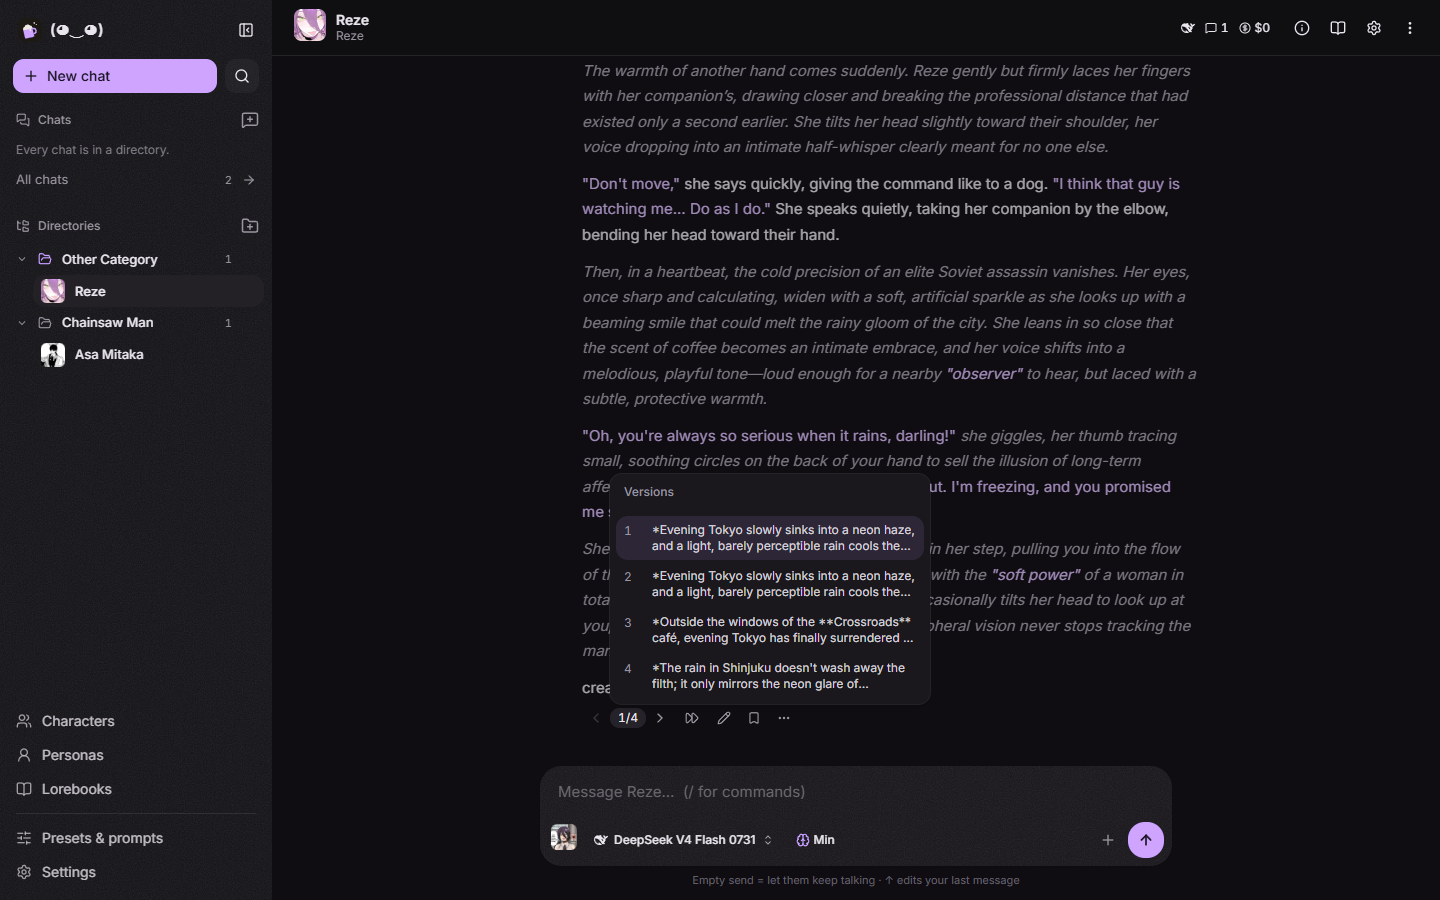 (◕‿◕)
New chat
Chats
Every chat is in a directory.
All chats 2
Directories
Other Category 1
Reze
Chainsaw Man 1
Asa Mitaka
Characters
Personas
Lorebooks
Presets & prompts
Settings
Reze
Reze
1 $0
The warmth of another hand comes suddenly. Reze gently but firmly laces her fingers
with her companion's, drawing closer and breaking the professional distance that had
existed only a second earlier. She tilts her head slightly toward their shoulder, her
voice dropping into an intimate half-whisper clearly meant for no one else.
"Don't move," she says quickly, giving the command like to a dog. "I think that guy is
watching me... Do as I do." She speaks quietly, taking her companion by the elbow,
bending her head toward their hand.
Then, in a heartbeat, the cold precision of an elite Soviet assassin vanishes. Her eyes,
once sharp and calculating, widen with a soft, artificial sparkle as she looks up with a
beaming smile that could melt the rainy gloom of the city. She leans in so close that
the scent of coffee becomes an intimate embrace, and her voice shifts into a
melodious, playful tone—loud enough for a nearby "observer" to hear, but laced with a
subtle, protective warmth.
"Oh, you're always so serious when it rains, darling!" she giggles, her thumb tracing
small, soothing circles on the back of your hand to sell the illusion of long-term
affe ut. I'm freezing, and you promised
me s
She in her step, pulling you into the flow
of th with the "soft power" of a woman in
tota casionally tilts her head to look up at
you, pheral vision never stops tracking the
man
crea
Versions
1 *Evening Tokyo slowly sinks into a neon haze,
and a light, barely perceptible rain cools the...
2 *Evening Tokyo slowly sinks into a neon haze,
and a light, barely perceptible rain cools the...
3 *Outside the windows of the **Crossroads**
café, evening Tokyo has finally surrendered ...
4 *The rain in Shinjuku doesn't wash away the
filth; it only mirrors the neon glare of...
1/4
Message Reze... (/ for commands)
DeepSeek V4 Flash 0731 Min
Empty send = let them keep talking · ↑ edits your last message